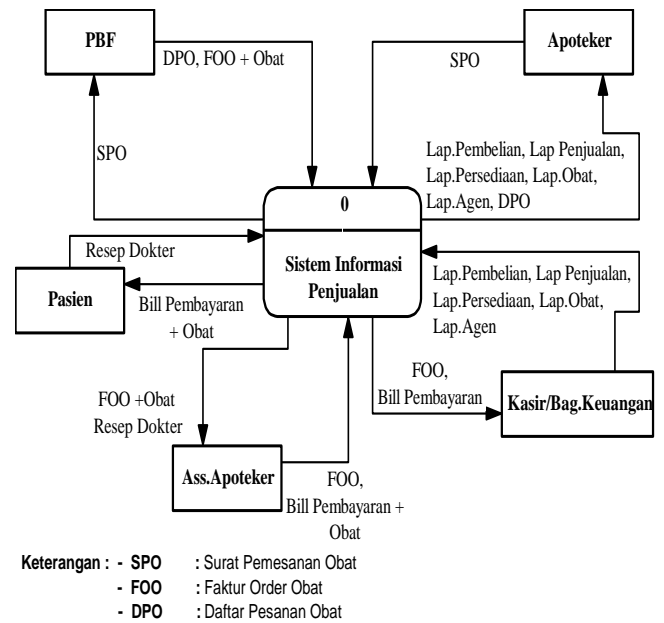 PBF
DPO, FOO + Obat
Apoteker
SPO
SPO
Lap.Pembelian, Lap Penjualan,
Lap.Persediaan, Lap.Obat,
Lap.Agen, DPO
0
Sistem Informasi
Penjualan
Resep Dokter
Pasien
Bill Pembayaran
+ Obat
Lap.Pembelian, Lap Penjualan,
Lap.Persediaan, Lap.Obat,
Lap.Agen
FOO,
Bill Pembayaran
Kasir/Bag.Keuangan
FOO +Obat
Resep Dokter
Ass.Apoteker
FOO,
Bill Pembayaran +
Obat
Keterangan : - SPO : Surat Pemesanan Obat
- FOO : Faktur Order Obat
- DPO : Daftar Pesanan Obat